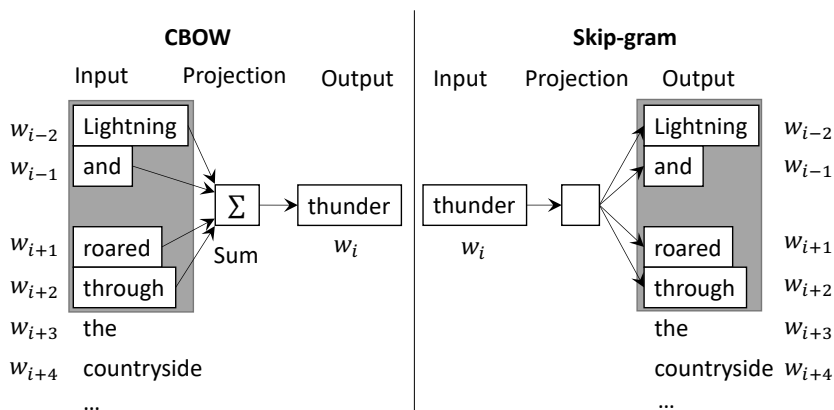 CBOW
Input Projection Output
w_{i-2} Lightning
w_{i-1} and
∑ thunder
w_{i+1} roared Sum w_i
w_{i+2} through
w_{i+3} the
w_{i+4} countryside
...
Skip-gram
Input Projection Output
Lightning w_{i-2}
and w_{i-1}
thunder
w_i roared w_{i+1}
through w_{i+2}
the w_{i+3}
countryside w_{i+4}
...